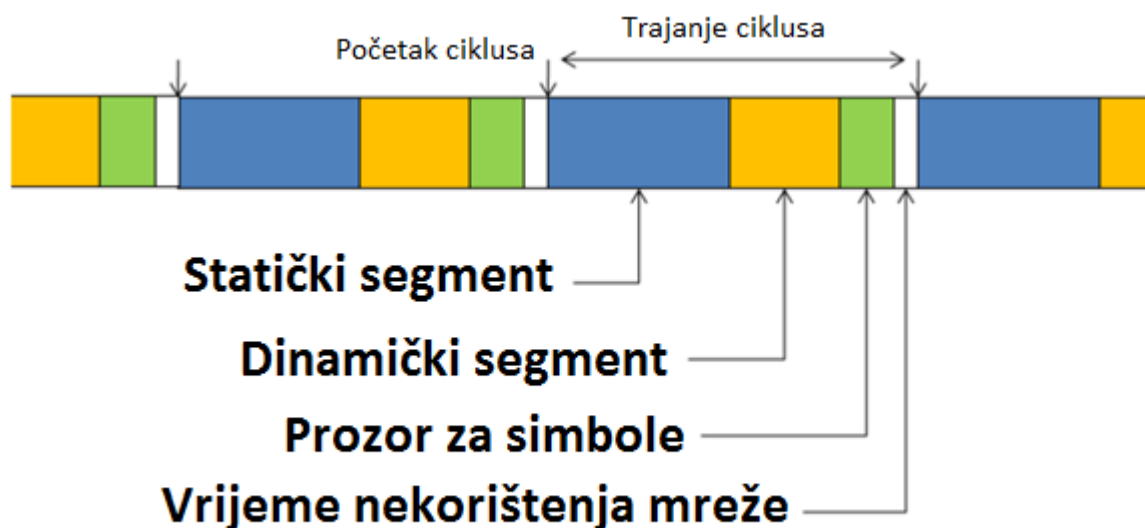 Početak ciklusa
Trajanje ciklusa
Statički segment
Dinamički segment
Prozor za simbole
Vrijeme nekorištenja mreže